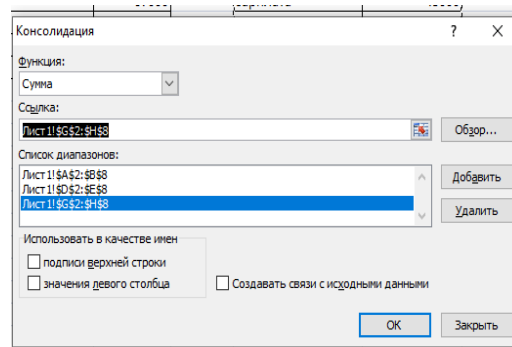 Консолидация ? X
Функция:
Сумма
Ссылка:
Лист1!$G$2:$H$8
Обзор...
Список диапазонов:
Лист1!$A$2:$B$8
Лист1!$D$2:$E$8
Лист1!$G$2:$H$8
Добавить
Удалить
Использовать в качестве имен
подписи верхней строки
значения левого столбца
Создавать связи с исходными данными
OK
Закрыть